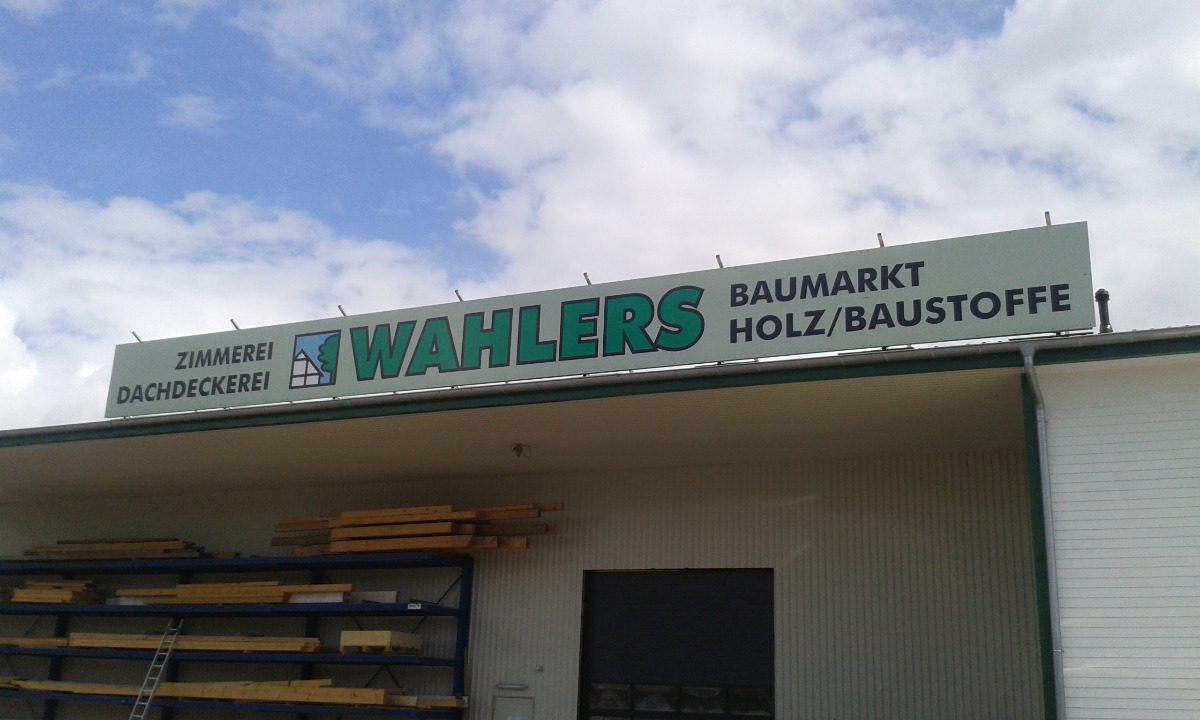 ZIMMEREI
DACHDECKEREI
WAHLERS
BAUMARKT
HOLZ/BAUSTOFFE